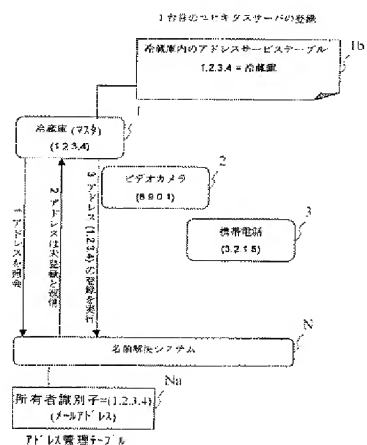 1台目のユビキタスサーバの登録
冷蔵庫内のアドレスサービステーブル
1.2.3.4 = 冷蔵庫
1b
1
冷蔵庫 (マスタ)
(1.2.3.4)
2
ビデオカメラ
(8.9.0.1)
3
携帯電話
(3.2.1.5)
1 アドレスを照会
2 アドレスは未登録と返信
3 アドレス (1.2.3.4) の登録を実行
N
名前解決システム
Na
所有者識別子=(1.2.3.4)
(メールアドレス)
アドレス管理テーブル